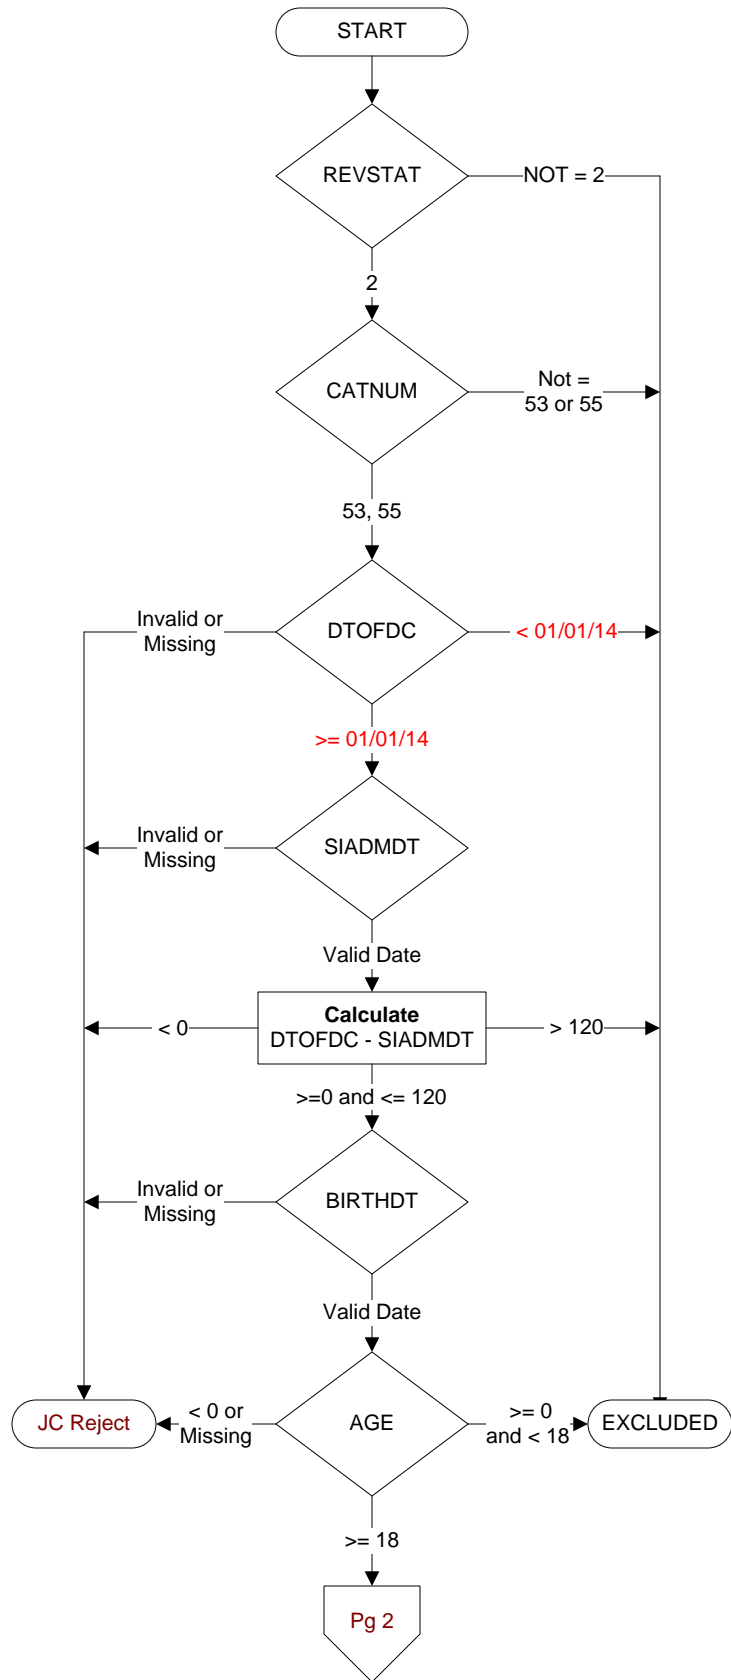 START
REVSTAT
NOT = 2
2
CATNUM
Not =
53 or 55
53, 55
Invalid or
Missing
DTOFDC
< 01/01/14
>= 01/01/14
Invalid or
Missing
SIADMDT
Valid Date
< 0
Calculate
DTOFDC - SIADMDT
> 120
>=0 and <= 120
Invalid or
Missing
BIRTHDT
Valid Date
JC Reject
< 0 or
Missing
AGE
>= 0
and < 18
EXCLUDED
>= 18
Pg 2